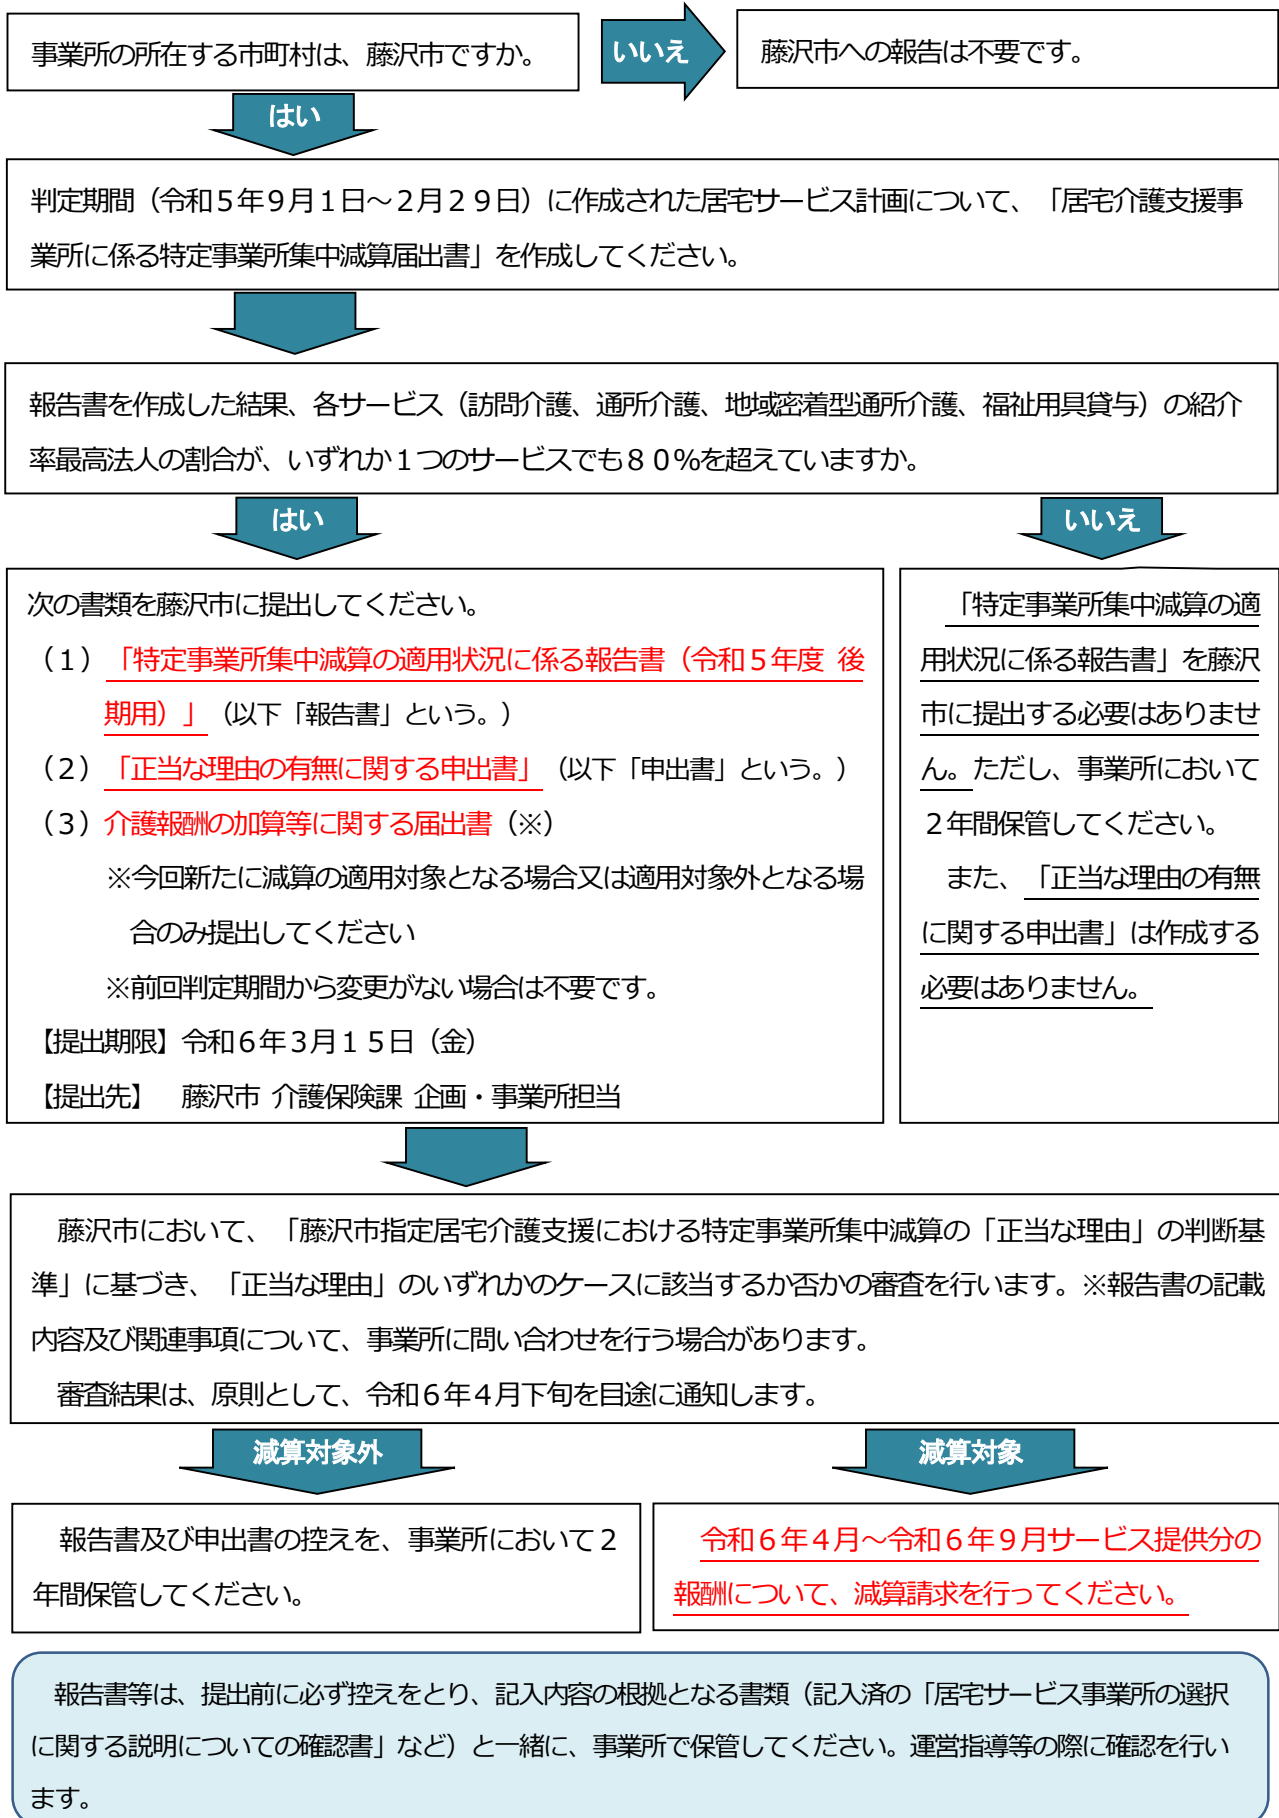 事業所の所在する市町村は、藤沢市ですか。
いいえ
藤沢市への報告は不要です。
はい
判定期間（令和５年９月１日～２月２９日）に作成された居宅サービス計画について、「居宅介護支援事
業所に係る特定事業所集中減算届出書」を作成してください。
報告書を作成した結果、各サービス（訪問介護、通所介護、地域密着型通所介護、福祉用具貸与）の紹介
率最高法人の割合が、いずれか１つのサービスでも８０％を超えていますか。
はい
いいえ
次の書類を藤沢市に提出してください。
（１）「特定事業所集中減算の適用状況に係る報告書（令和５年度 後
期用）」（以下「報告書」という。）
（２）「正当な理由の有無に関する申出書」（以下「申出書」という。）
（３）介護報酬の加算等に関する届出書（※）
※今回新たに減算の適用対象となる場合又は適用対象外となる場
合のみ提出してください
※前回判定期間から変更がない場合は不要です。
【提出期限】令和６年３月１５日（金）
【提出先】　藤沢市 介護保険課 企画・事業所担当
「特定事業所集中減算の適
用状況に係る報告書」を藤沢
市に提出する必要はありませ
ん。ただし、事業所において
２年間保管してください。
また、「正当な理由の有無
に関する申出書」は作成する
必要はありません。
藤沢市において、「藤沢市指定居宅介護支援における特定事業所集中減算の「正当な理由」の判断基
準」に基づき、「正当な理由」のいずれかのケースに該当するか否かの審査を行います。※報告書の記載
内容及び関連事項について、事業所に問い合わせを行う場合があります。
審査結果は、原則として、令和６年４月下旬を目途に通知します。
減算対象外
減算対象
報告書及び申出書の控えを、事業所において２
年間保管してください。
令和６年４月～令和６年９月サービス提供分の
報酬について、減算請求を行ってください。
報告書等は、提出前に必ず控えをとり、記入内容の根拠となる書類（記入済の「居宅サービス事業所の選択
に関する説明についての確認書」など）と一緒に、事業所で保管してください。運営指導等の際に確認を行い
ます。